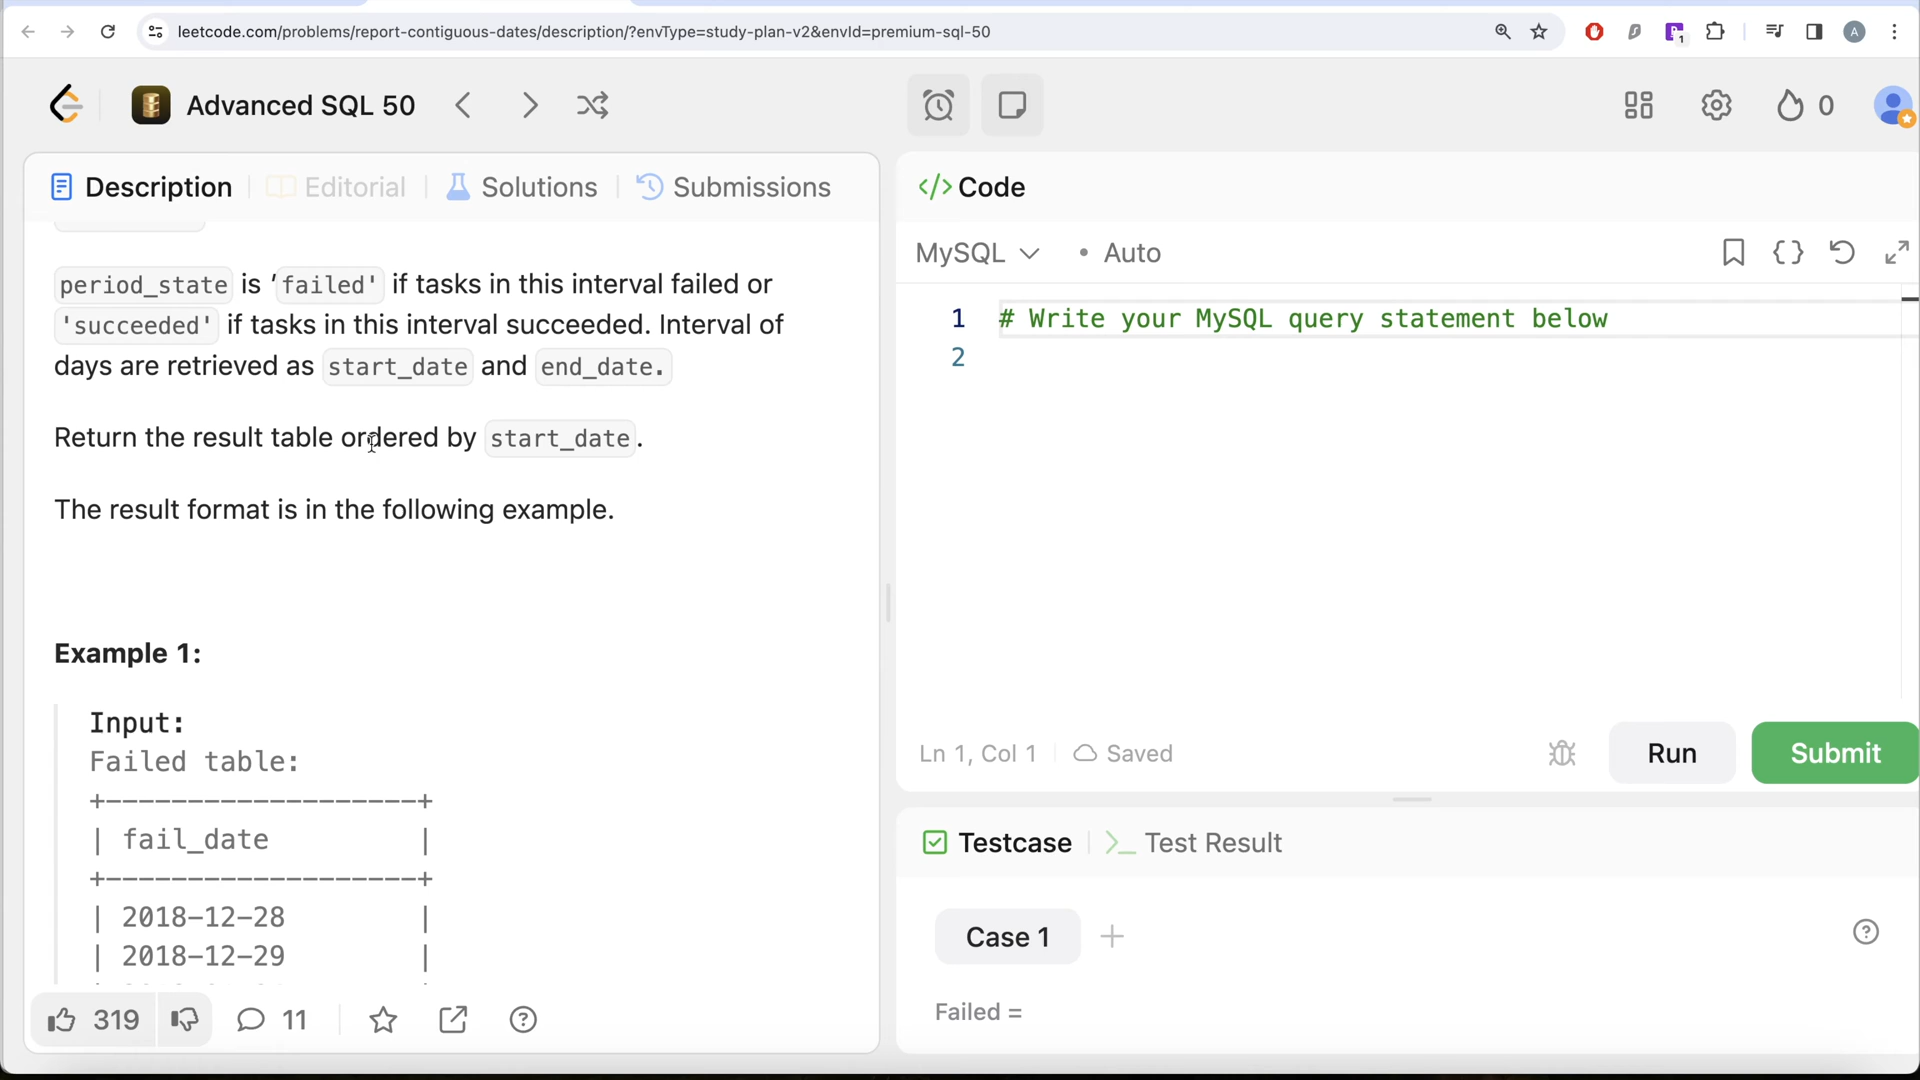 leetcode.com/problems/report-contiguous-dates/description/?envType=study-plan-v2&envId=premium-sql-50
1
A
Advanced SQL 50
0
Description
Editorial
Solutions
Submissions
period_state is 'failed' if tasks in this interval failed or
'succeeded' if tasks in this interval succeeded. Interval of
days are retrieved as start_date and end_date.
Return the result table ordered by start_date.
The result format is in the following example.
Example 1:
Input:
Failed table:
+-------------------+
| fail_date         |
+-------------------+
| 2018-12-28        |
| 2018-12-29        |
319
11
</> Code
MySQL
• Auto
{}
1 # Write your MySQL query statement below
2
Ln 1, Col 1
Saved
Run
Submit
Testcase
>_ Test Result
Case 1
+
Failed =